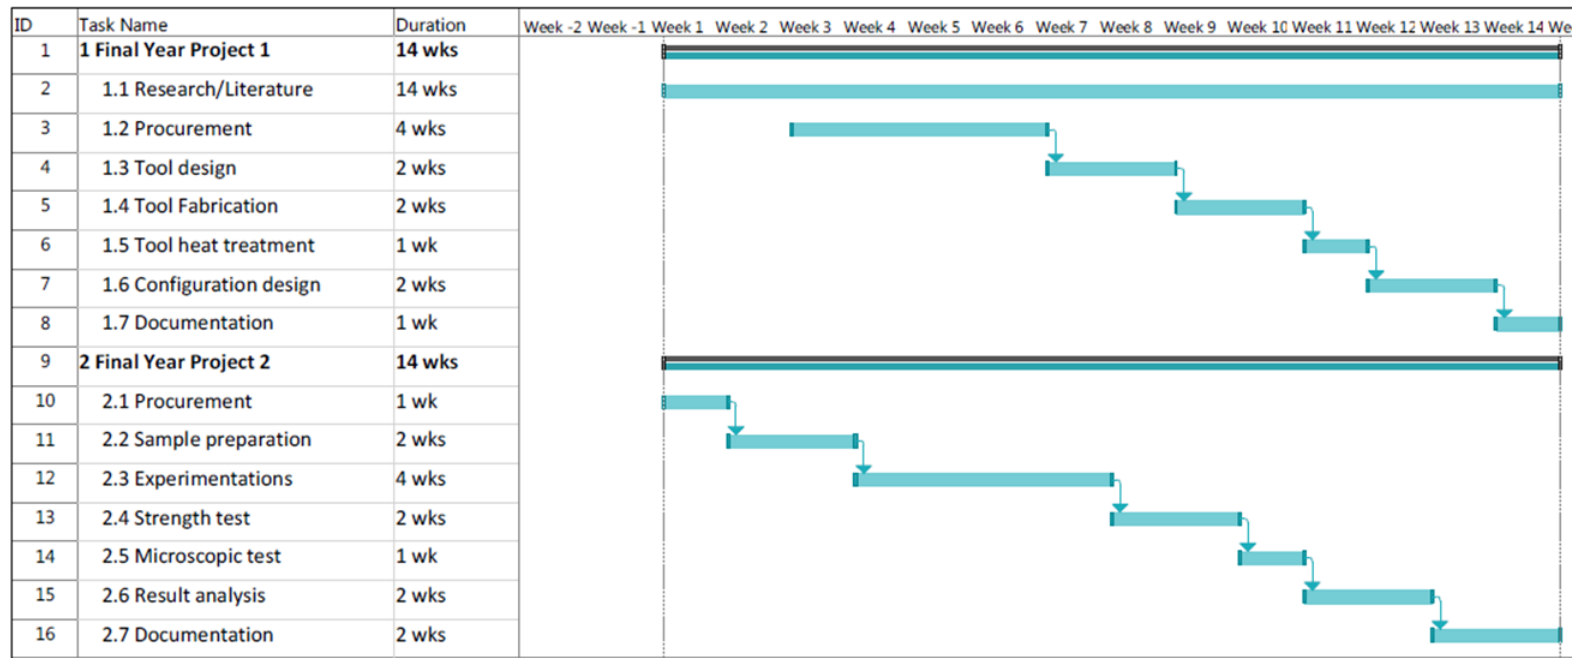 ID Task Name Duration Week -2 Week -1 Week 1 Week 2 Week 3 Week 4 Week 5 Week 6 Week 7 Week 8 Week 9 Week 10 Week 11 Week 12 Week 13 Week 14 We
1 1 Final Year Project 1 14 wks
2 1.1 Research/Literature 14 wks
3 1.2 Procurement 4 wks
4 1.3 Tool design 2 wks
5 1.4 Tool Fabrication 2 wks
6 1.5 Tool heat treatment 1 wk
7 1.6 Configuration design 2 wks
8 1.7 Documentation 1 wk
9 2 Final Year Project 2 14 wks
10 2.1 Procurement 1 wk
11 2.2 Sample preparation 2 wks
12 2.3 Experimentations 4 wks
13 2.4 Strength test 2 wks
14 2.5 Microscopic test 1 wk
15 2.6 Result analysis 2 wks
16 2.7 Documentation 2 wks